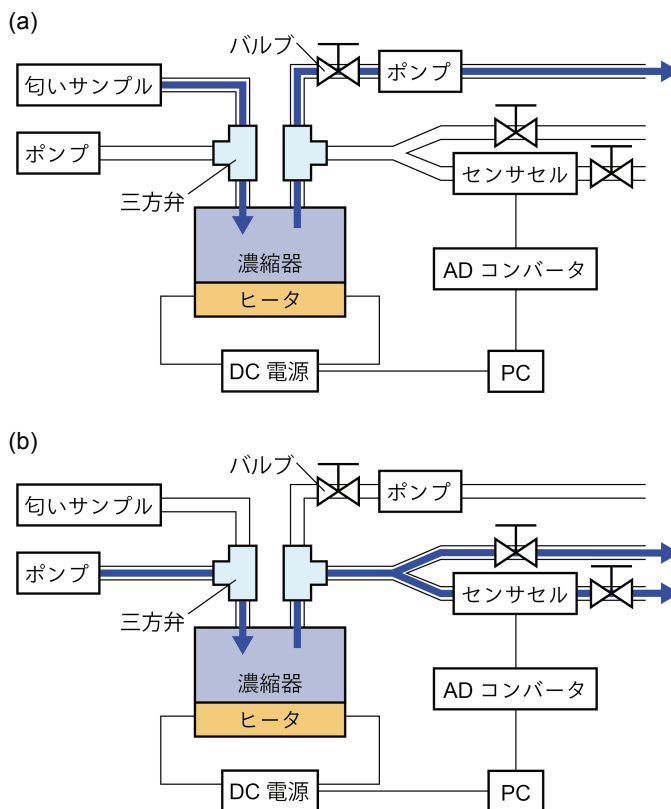 (a)
バルブ
匂いサンプル
ポンプ
ポンプ
三方弁
センサセル
濃縮器
ヒータ
AD コンバータ
DC 電源
PC
(b)
バルブ
匂いサンプル
ポンプ
ポンプ
三方弁
センサセル
濃縮器
ヒータ
AD コンバータ
DC 電源
PC